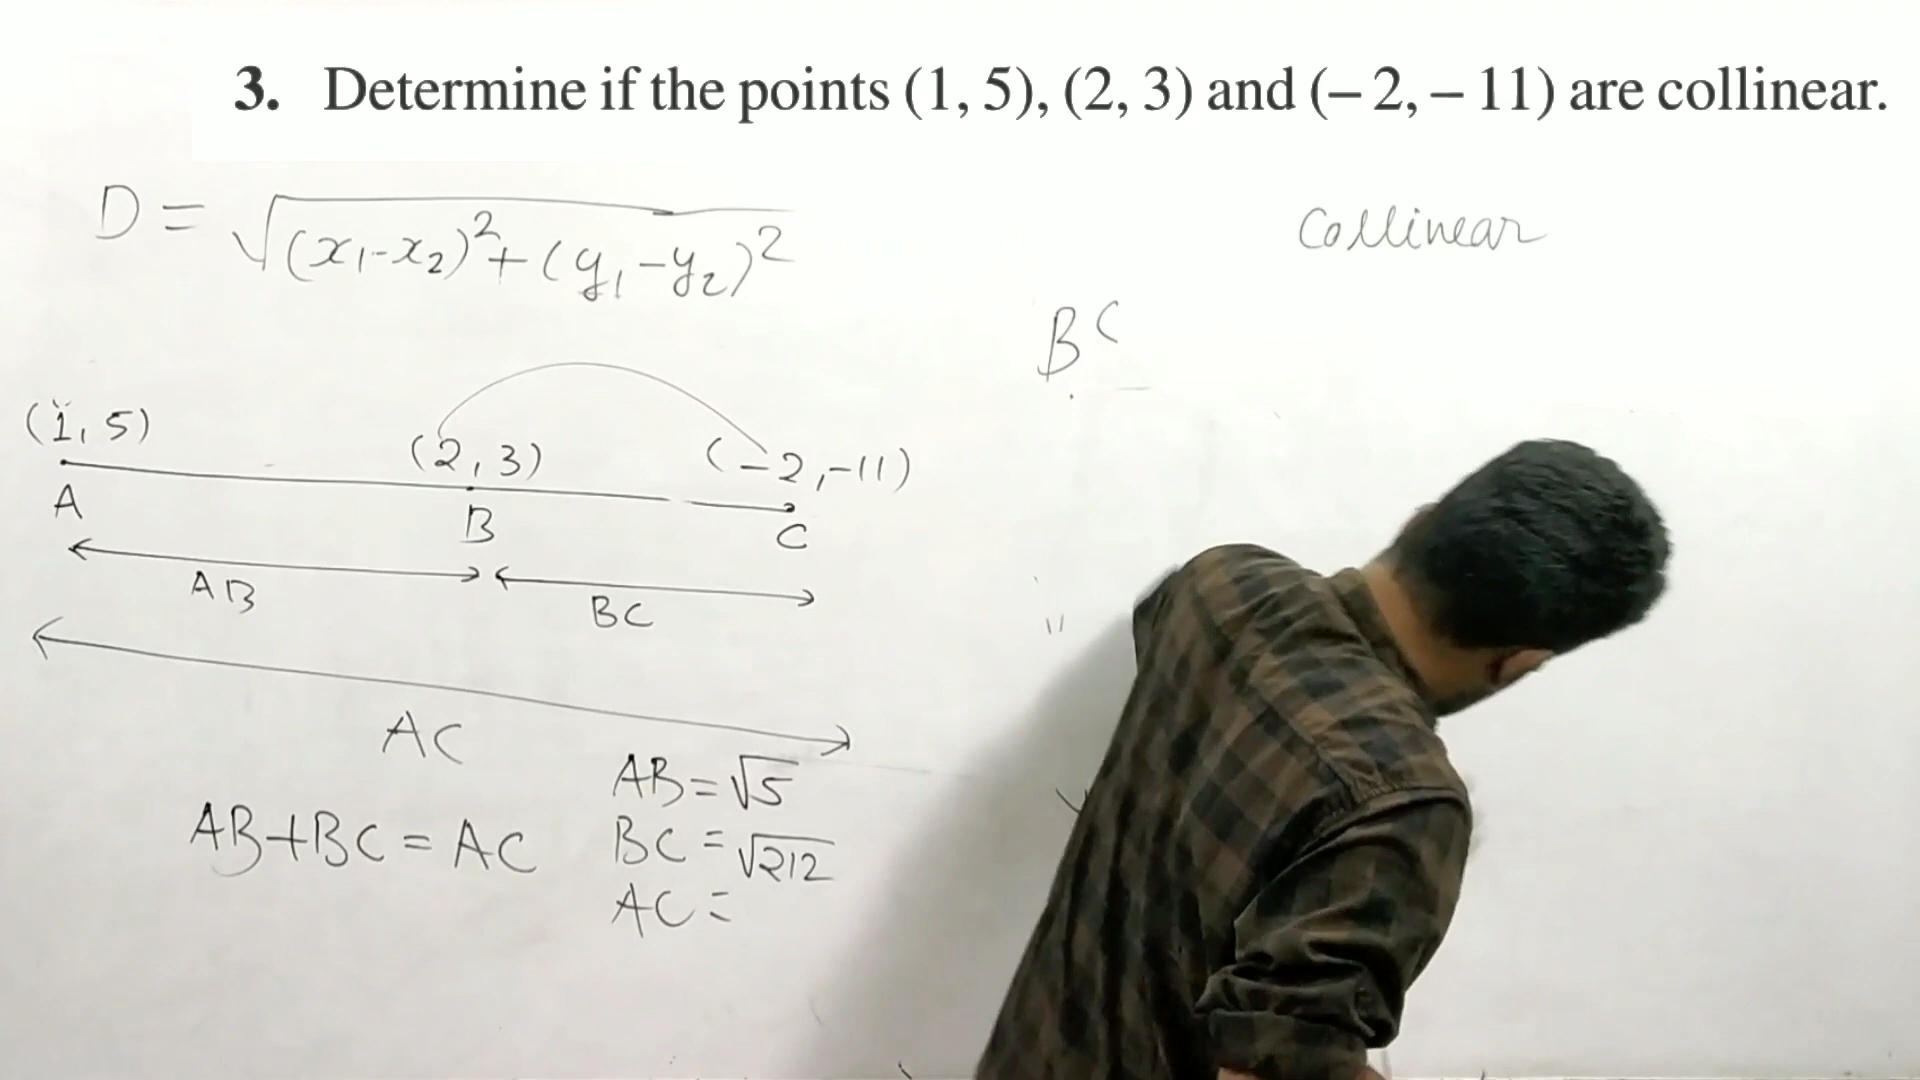 3. Determine if the points (1, 5), (2, 3) and (– 2, – 11) are collinear.
D = √(x₁-x₂)²+(y₁-y₂)²
Collinear
BC
(1, 5)
(2, 3)
(-2,-11)
A
B
C
AB
BC
AC
AB=√5
AB+BC = AC
BC = √212
AC =